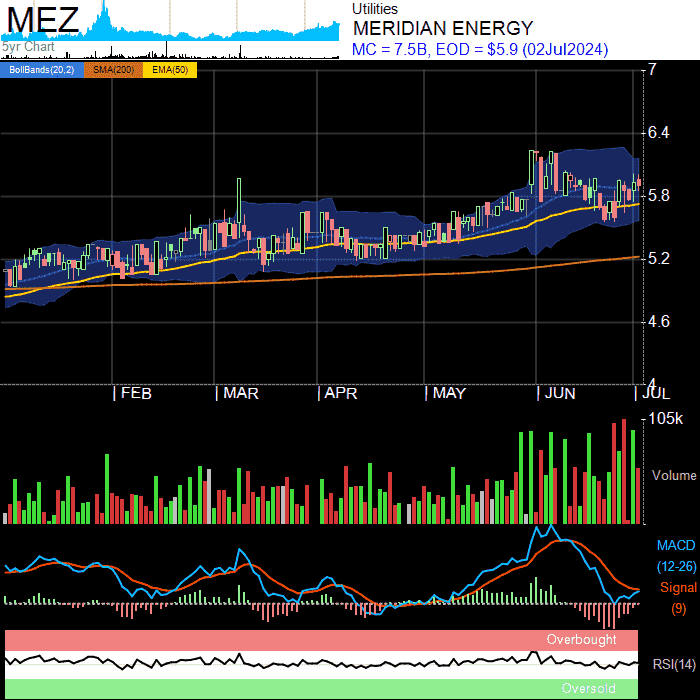 MEZ
5yr Chart
Utilities
MERIDIAN ENERGY
MC = 7.5B, EOD = $5.9 (02Jul2024)
BollBands(20,2) SMA(200) EMA(50)
7
6.4
5.8
5.2
4.6
4
FEB MAR APR MAY JUN JUL
105k
Volume
MACD
(12-26)
Signal
(9)
Overbought
RSI(14)
Oversold